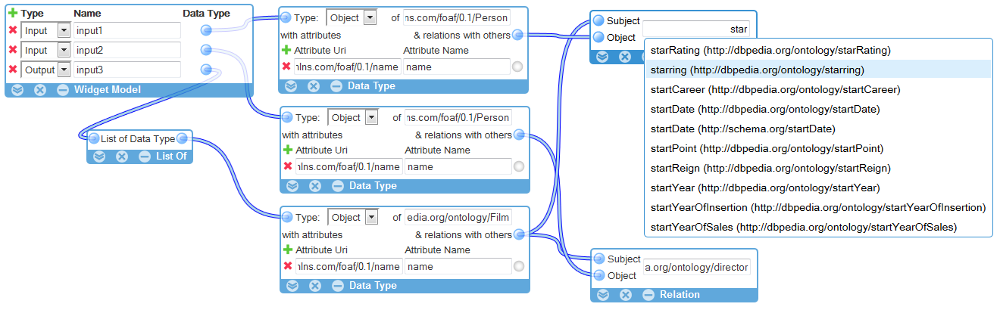 Type Name Data Type
Input input1
Input input2
Output input3
Widget Model
List of Data Type
List Of
Type: Object of ns.com/foaf/0.1/Person
with attributes & relations with others
Attribute Uri Attribute Name
nlns.com/foaf/0.1/name name
Data Type
Type: Object of ns.com/foaf/0.1/Person
with attributes & relations with others
Attribute Uri Attribute Name
nlns.com/foaf/0.1/name name
Data Type
Type: Object of edia.org/ontology/Film
with attributes & relations with others
Attribute Uri Attribute Name
nlns.com/foaf/0.1/name name
Data Type
Subject
star
Object
starRating (http://dbpedia.org/ontology/starRating)
starring (http://dbpedia.org/ontology/starring)
startCareer (http://dbpedia.org/ontology/startCareer)
startDate (http://dbpedia.org/ontology/startDate)
startDate (http://schema.org/startDate)
startPoint (http://dbpedia.org/ontology/startPoint)
startReign (http://dbpedia.org/ontology/startReign)
startYear (http://dbpedia.org/ontology/startYear)
startYearOfInsertion (http://dbpedia.org/ontology/startYearOfInsertion)
startYearOfSales (http://dbpedia.org/ontology/startYearOfSales)
Subject
a.org/ontology/director
Object
Relation